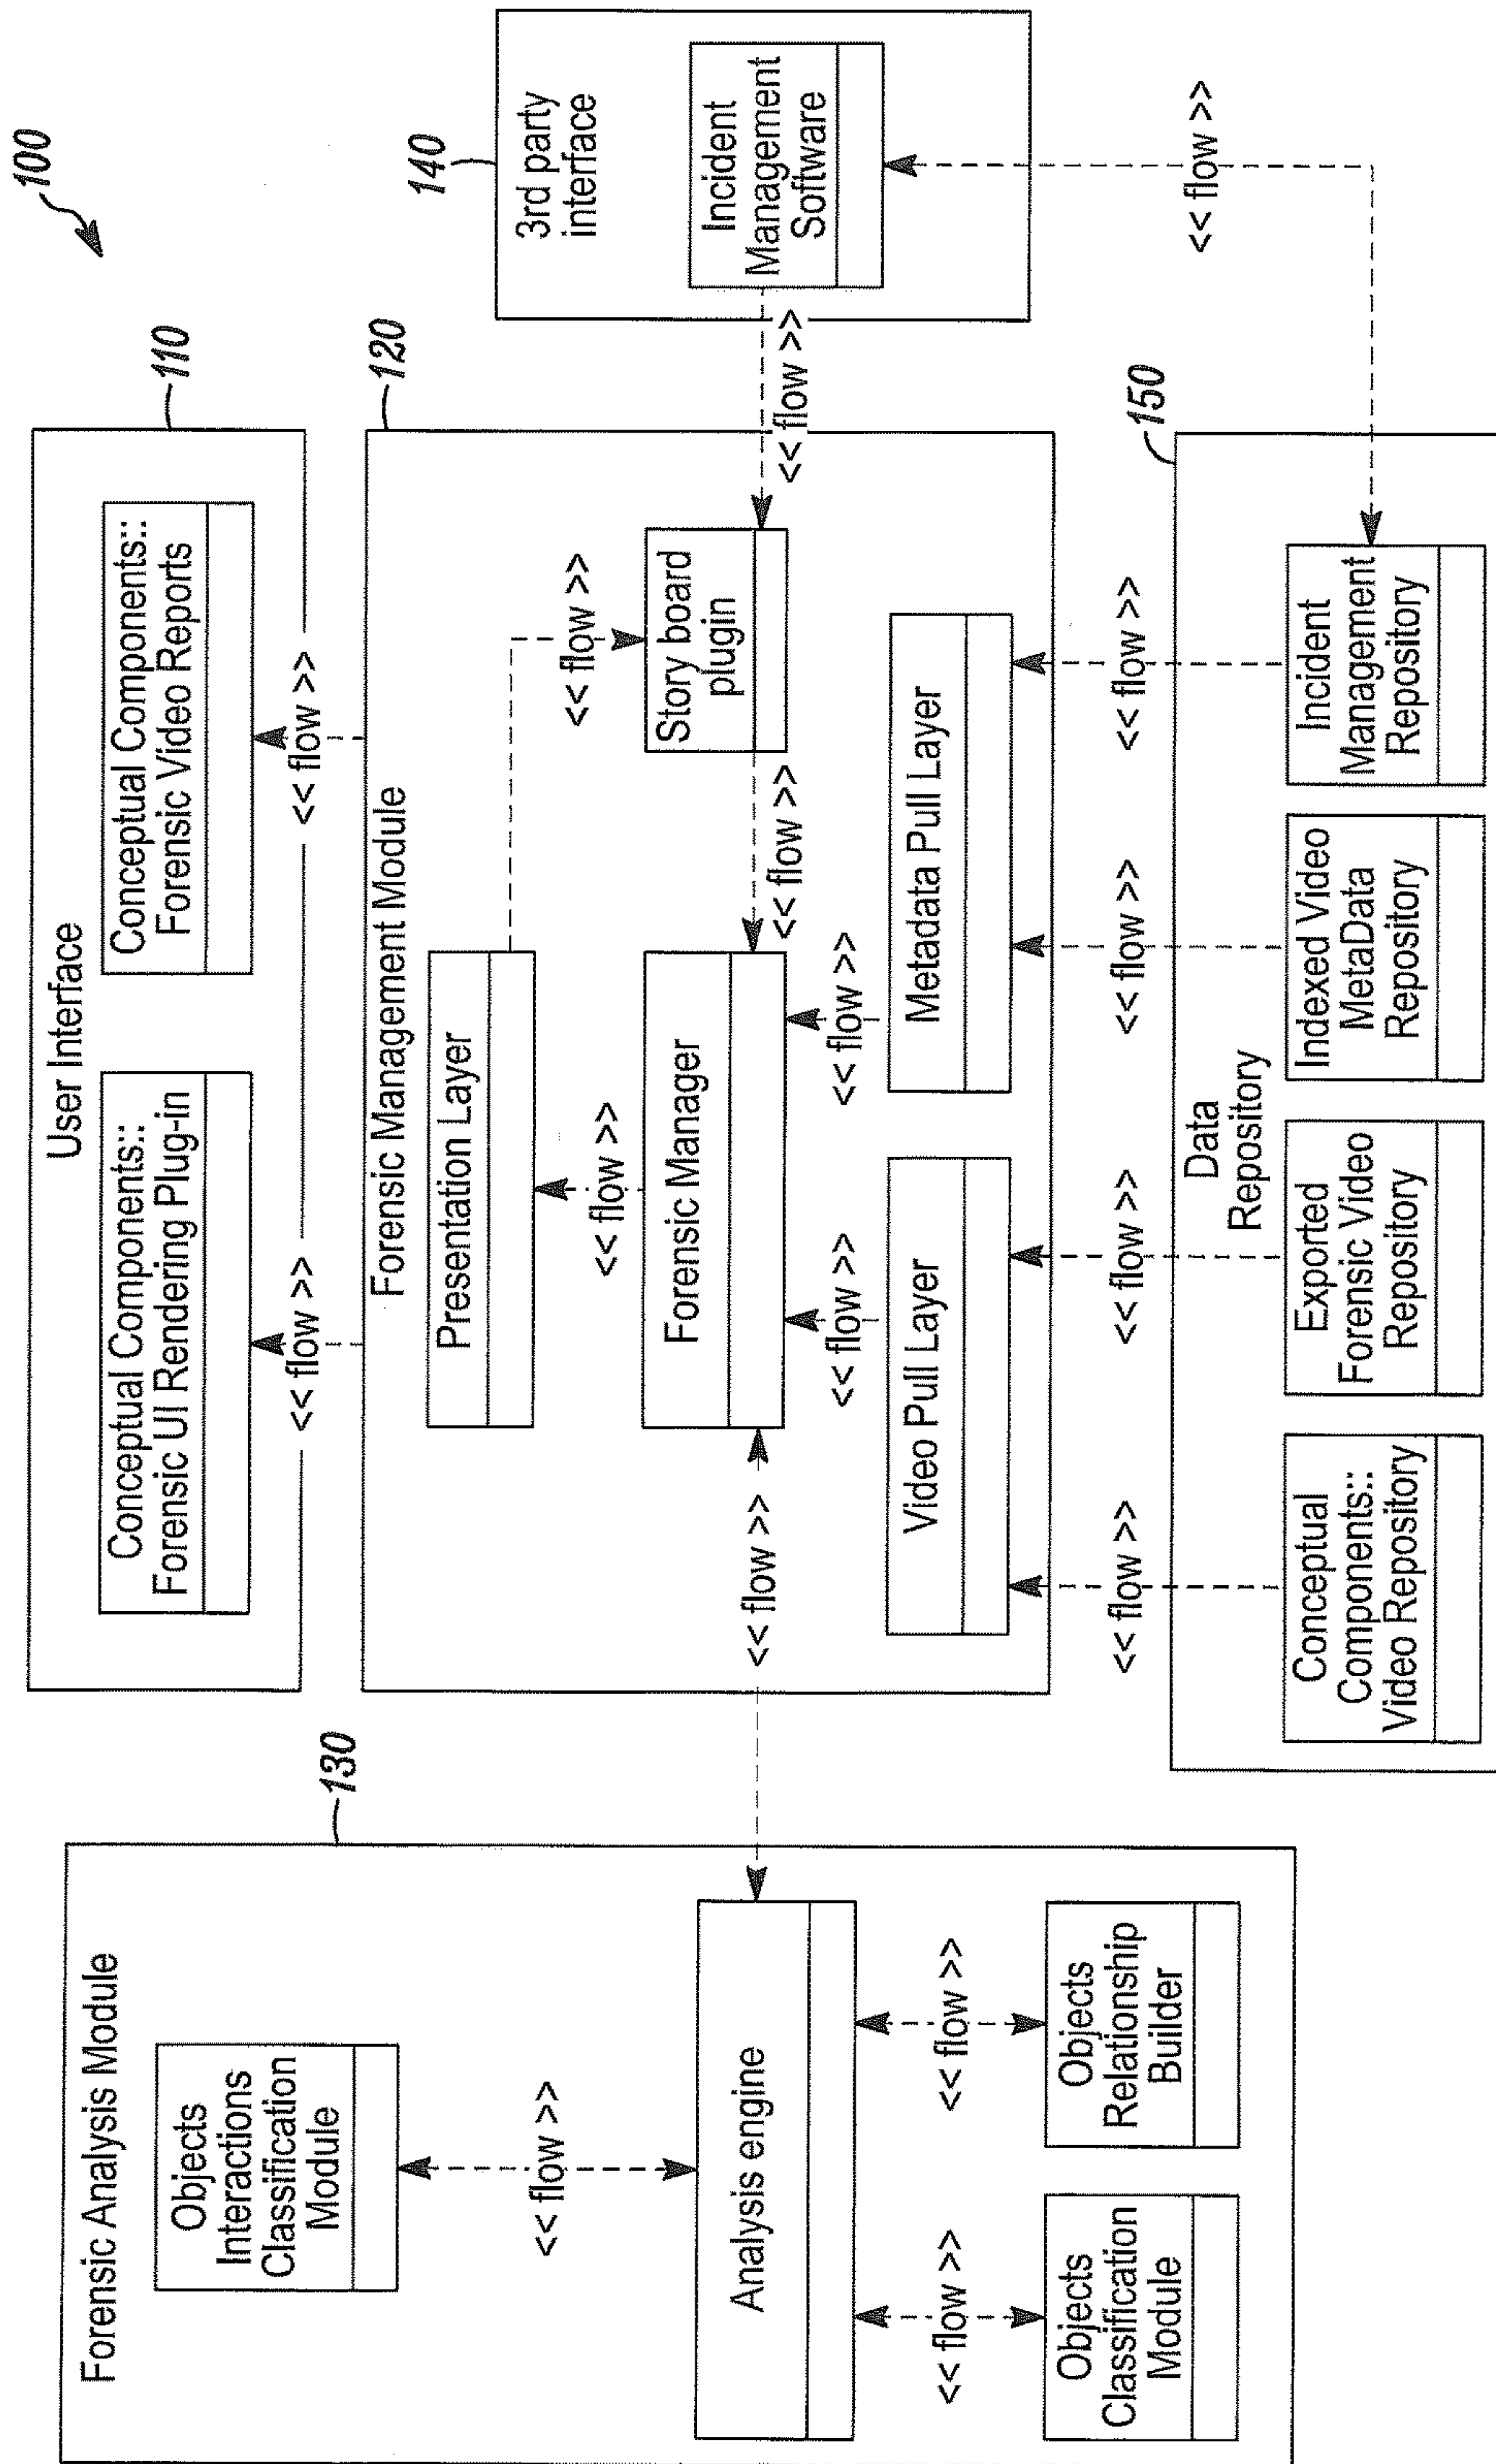 100
User Interface
110
Conceptual Components::
Forensic UI Rendering Plug-in
Conceptual Components::
Forensic Video Reports
<< flow >>
<< flow >>
Forensic Management Module
120
Presentation Layer
<< flow >>
<< flow >>
Forensic Manager
Story board
plugin
<< flow >>
<< flow >>
<< flow >>
<< flow >>
<< flow >>
Video Pull Layer
Metadata Pull Layer
3rd party
interface
140
Incident
Management
Software
<< flow >>
<< flow >>
<< flow >>
<< flow >>
<< flow >>
<< flow >>
Data
Repository
150
Conceptual
Components::
Video Repository
Exported
Forensic Video
Repository
Indexed Video
MetaData
Repository
Incident
Management
Repository
Forensic Analysis Module
130
Objects
Interactions
Classification
Module
<< flow >>
Analysis engine
<< flow >>
<< flow >>
Objects
Classification
Module
Objects
Relationship
Builder